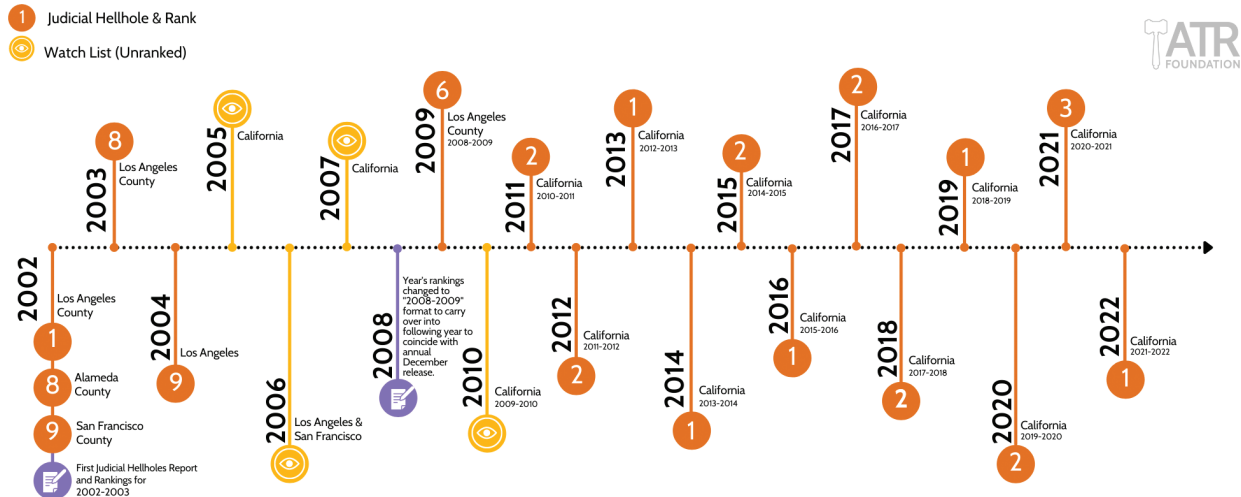 1 Judicial Hellhole & Rank
Watch List (Unranked)
ATR
FOUNDATION
2002
Los Angeles
County
1
8
Alameda
County
9
San Francisco
County
First Judicial Hellholes Report
and Rankings for
2002-2003
2003
8
Los Angeles
County
2004
Los Angeles
9
2005
California
2006
Los Angeles &
San Francisco
2007
California
2008
Year's rankings
changed to
"2008-2009"
format to carry
over into
following year to
coincide with
annual
December
release.
2009
6
Los Angeles
County
2008-2009
2010
California
2009-2010
2011
2
California
2010-2011
2012
California
2011-2012
2
2013
1
California
2012-2013
2014
California
2013-2014
1
2015
2
California
2014-2015
2016
California
2015-2016
1
2017
2
California
2016-2017
2018
California
2017-2018
2
2019
1
California
2018-2019
2020
California
2019-2020
2
2021
3
California
2020-2021
2022
California
2021-2022
1